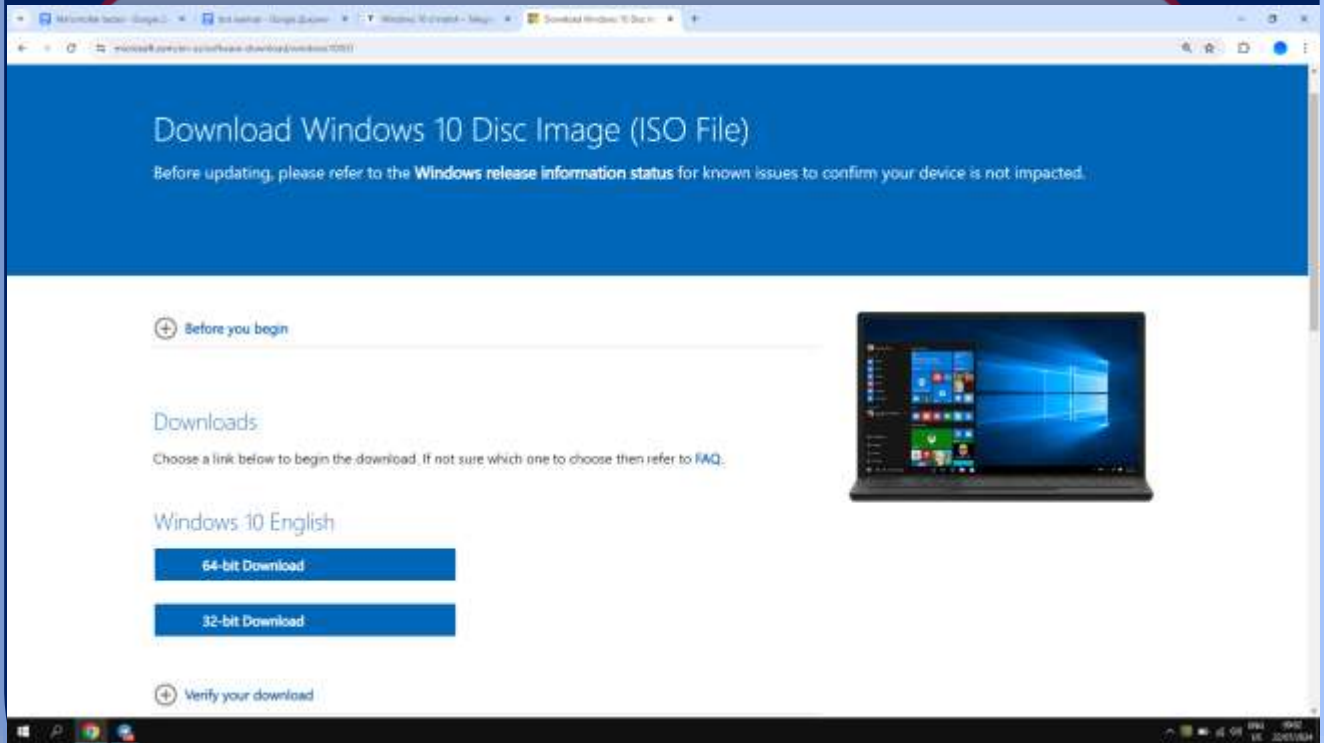 Download Windows 10 Disc Image (ISO File)
Before updating, please refer to the Windows release information status for known issues to confirm your device is not impacted.
Before you begin
Downloads
Choose a link below to begin the download. If not sure which one to choose then refer to FAQ.
Windows 10 English
64-bit Download
32-bit Download
Verify your download
ENG